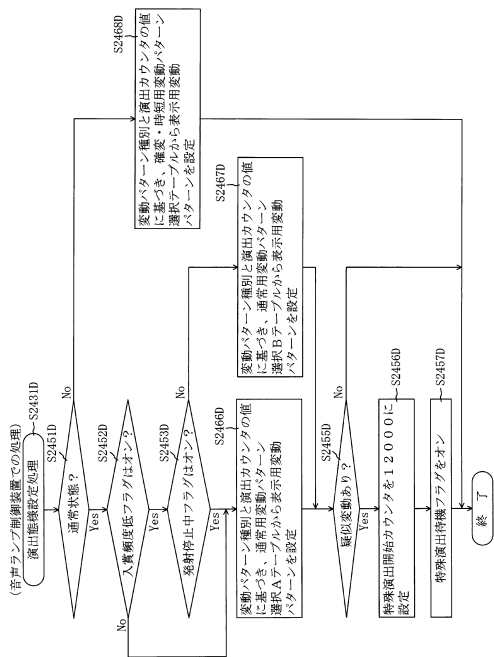 (音声ランプ制御装置での処理)
演出態様設定処理
S2431D
通常状態?
S2451D
No
Yes
入賞頻度低フラグはオン?
S2452D
No
Yes
発射停止中フラグはオン?
S2453D
No
Yes
変動パターン種別と演出カウンタの値
に基づき、通常用変動パターン
選択Aテーブルから表示用変動
パターンを設定
S2466D
変動パターン種別と演出カウンタの値
に基づき、通常用変動パターン
選択Bテーブルから表示用変動
パターンを設定
S2467D
変動パターン種別と演出カウンタの値
に基づき、確変・時短用変動パターン
選択テーブルから表示用変動
パターンを設定
S2468D
疑似変動あり?
S2455D
No
Yes
特殊演出開始カウンタを12000に
設定
S2456D
特殊演出待機フラグをオン
S2457D
終了